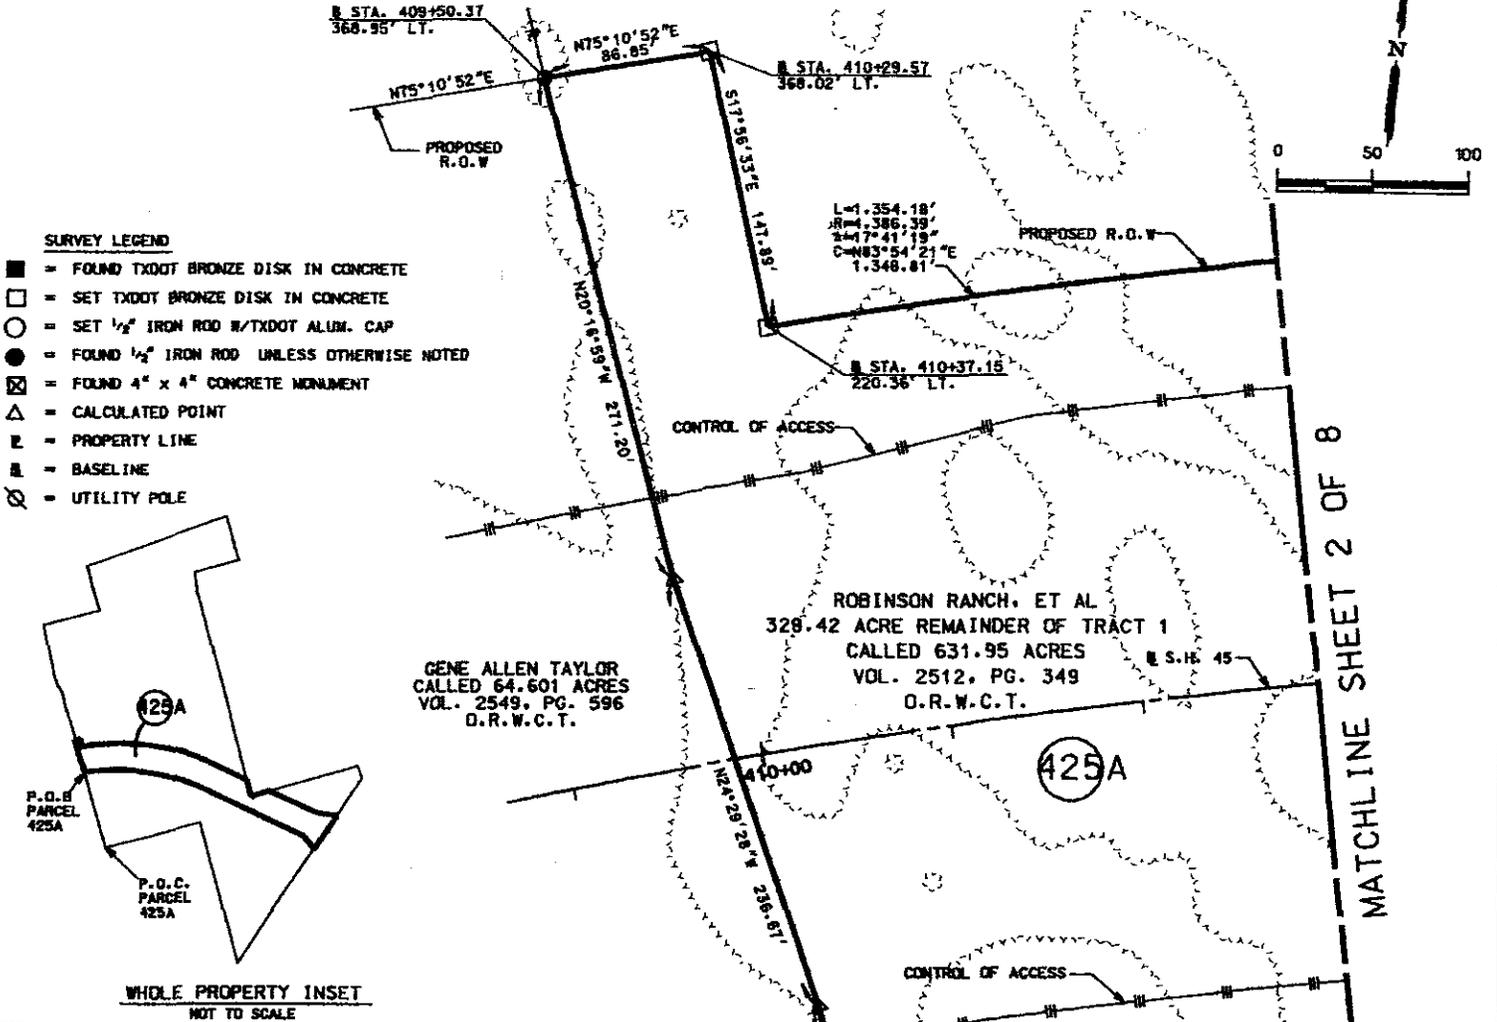 B STA. 409+50.37
368.95' LT.
N75°10'52"E
86.85'
B STA. 410+29.57
368.02' LT.
N75°10'52"E
PROPOSED
R.O.W
S17°56'33"E 147.89'
N
0 50 100
L=1,354.18'
R=4,386.39'
=17°41'19"
C=N83°54'21"E
1,348.81'
PROPOSED R.O.W
SURVEY LEGEND
= FOUND TXDOT BRONZE DISK IN CONCRETE
= SET TXDOT BRONZE DISK IN CONCRETE
= SET 1/2" IRON ROD W/TXDOT ALUM. CAP
= FOUND 1/2" IRON ROD UNLESS OTHERWISE NOTED
= FOUND 4" x 4" CONCRETE MONUMENT
= CALCULATED POINT
= PROPERTY LINE
= BASELINE
= UTILITY POLE
N20°16'59"W 271.20'
B STA. 410+37.15
220.36' LT.
CONTROL OF ACCESS
MATCHLINE SHEET 2 OF 8
ROBINSON RANCH, ET AL
328.42 ACRE REMAINDER OF TRACT 1
CALLED 631.95 ACRES
VOL. 2512, PG. 349
O.R.W.C.T.
B S.H. 45
GENE ALLEN TAYLOR
CALLED 64.601 ACRES
VOL. 2549, PG. 596
O.R.W.C.T.
410+00
425A
N24°29'28"W 236.67'
425A
P.O.B
PARCEL
425A
P.O.C.
PARCEL
425A
CONTROL OF ACCESS
WHOLE PROPERTY INSET
NOT TO SCALE